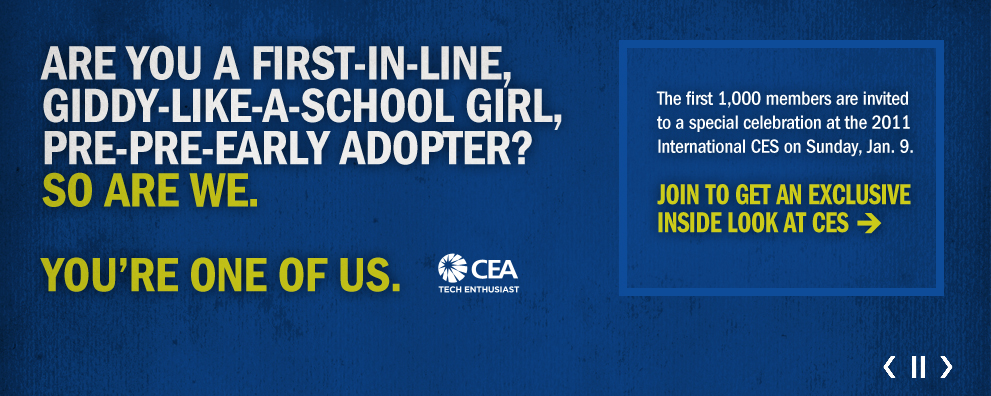 ARE YOU A FIRST-IN-LINE,
GIDDY-LIKE-A-SCHOOL GIRL,
PRE-PRE-EARLY ADOPTER?
SO ARE WE.
YOU'RE ONE OF US.
CEA
TECH ENTHUSIAST
The first 1,000 members are invited
to a special celebration at the 2011
International CES on Sunday, Jan. 9.
JOIN TO GET AN EXCLUSIVE
INSIDE LOOK AT CES →